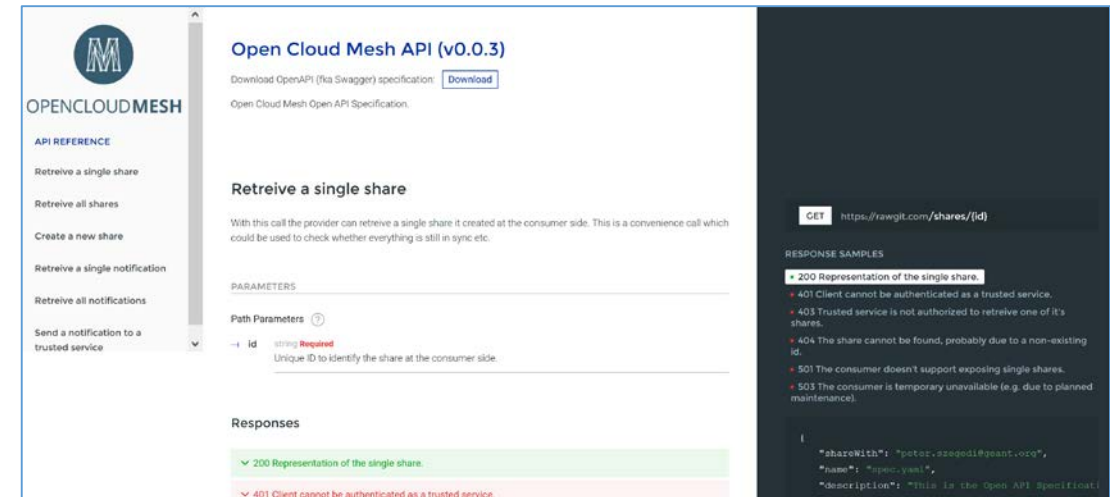 OPENCLOUDMESH
API REFERENCE
Retreive a single share
Retreive all shares
Create a new share
Retreive a single notification
Retreive all notifications
Send a notification to a
trusted service
Open Cloud Mesh API (v0.0.3)
Download OpenAPI (fka Swagger) specification: Download
Open Cloud Mesh Open API Specification.
Retreive a single share
With this call the provider can retreive a single share it created at the consumer side. This is a convenience call which
could be used to check whether everything is still in sync etc.
PARAMETERS
Path Parameters ?
id string Required
Unique ID to identify the share at the consumer side.
Responses
200 Representation of the single share.
401 Client cannot be authenticated as a trusted service.
GET https://rawgit.com/shares/{id}
RESPONSE SAMPLES
200 Representation of the single share.
401 Client cannot be authenticated as a trusted service.
403 Trusted service is not authorized to retreive one of it's
shares.
404 The share cannot be found, probably due to a non-existing
id.
501 The consumer doesn't support exposing single shares.
503 The consumer is temporary unavailable (e.g. due to planned
maintenance).
{
"shareWith": "peter.szegedi@geant.org",
"name": "spec.yaml",
"description": "This is the Open API Specificati